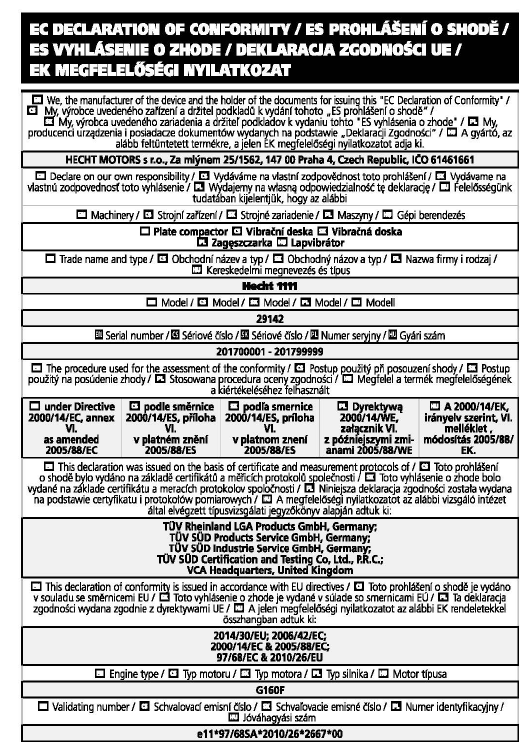 EC DECLARATION OF CONFORMITY / ES PROHLÁŠENÍ O SHODĚ /
ES VYHLÁSENIE O ZHODE / DEKLARACJA ZGODNOŚCI UE /
EK MEGFELELŐSÉGI NYILATKOZAT
We, the manufacturer of the device and the holder of the documents for issuing this "EC Declaration of Conformity" /
My, výrobce uvedeného zařízení a držitel podkladů k vydání tohoto „ES prohlášení o shodě" /
My, výrobca uvedeného zariadenia a držiteľ podkladov k vydaniu tohto "ES vyhlásenia o zhode" / My,
producenci urządzenia i posiadacze dokumentów wydanych na podstawie „Deklaracji Zgodności" / A gyártó, az
alább feltüntetett termékre, a jelen EK megfelelőségi nyilatkozatot adja ki.
HECHT MOTORS s r.o., Za mlýnem 25/1562, 147 00 Praha 4, Czech Republic, IČO 61461661
Declare on our own responsibility / Vydáváme na vlastní zodpovědnost toto prohlášení / Vydávame na
vlastnú zodpovednosť toto vyhlásenie / Wydajemy na własną odpowiedzialność tę deklarację / Felelősségünk
tudatában kijelentjük, hogy az alábbi
Machinery / Strojní zařízení / Strojné zariadenie / Maszyny / Gépi berendezés
Plate compactor Vibrační deska Vibračná doska
Zagęszczarka Lapvibrátor
Trade name and type / Obchodní název a typ / Obchodný názov a typ / Nazwa firmy i rodzaj /
Kereskedelmi megnevezés és típus
Hecht 1111
Model / Model / Model / Model / Modell
29142
Serial number / Sériové číslo / Sériové číslo / Numer seryjny / Gyári szám
201700001 - 201799999
The procedure used for the assessment of the conformity / Postup použitý při posouzení shody / Postup
použitý na posúdenie zhody / Stosowana procedura oceny zgodności / Megfelel a termék megfelelőségének
a kiértékeléséhez felhasznált
under Directive
2000/14/EC, annex
VI.
as amended
2005/88/EC
podle směrnice
2000/14/ES, příloha
VI.
v platném znění
2005/88/ES
podľa smernice
2000/14/ES, príloha
VI.
v platnom znení
2005/88/ES
Dyrektywą
2000/14/WE,
załącznik VI.
z późniejszymi zmi-
anami 2005/88/WE
A 2000/14/EK,
irányelv szerint, VI.
melléklet ,
módosítás 2005/88/
EK.
This declaration was issued on the basis of certificate and measurement protocols of / Toto prohlášení
o shodě bylo vydáno na základě certifikátů a měřicích protokolů společnosti / Toto vyhlásenie o zhode bolo
vydané na základe certifikátu a meracích protokolov spoločnosti / Niniejsza deklaracja zgodności została wydana
na podstawie certyfikatu i protokołów pomiarowych / A megfelelőségi nyilatkozatot az alábbi vizsgáló intézet
által elvégzett típusvizsgálati jegyzőkönyv alapján adtuk ki:
TÜV Rheinland LGA Products GmbH, Germany;
TÜV SÜD Products Service GmbH, Germany;
TÜV SÜD Industrie Service GmbH, Germany;
TÜV SÜD Certification and Testing Co, Ltd., P.R.C.;
VCA Headquarters, United Kingdom
This declaration of conformity is issued in accordance with EU directives / Toto prohlášení o shodě je vydáno
v souladu se směrnicemi EU / Toto vyhlásenie o zhode je vydané v súlade so smernicami EÚ / Ta deklaracja
zgodności wydana zgodnie z dyrektywami UE / A jelen megfelelőségi nyilatkozatot az alábbi EK rendeletekkel
összhangban adtuk ki:
2014/30/EU; 2006/42/EC;
2000/14/EC & 2005/88/EC;
97/68/EC & 2010/26/EU
Engine type / Typ motoru / Typ motora / Typ silnika / Motor típusa
G160F
Validating number / Schvalovací emisní číslo / Schvaľovacie emisné číslo / Numer identyfikacyjny /
Jóváhagyási szám
e11*97/68SA*2010/26*2667*00